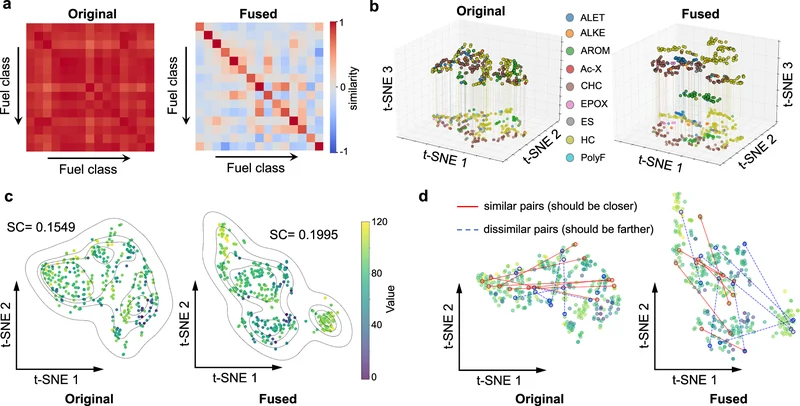 a
Original
Fused
Fuel class
Fuel class
Fuel class
Fuel class
1
0
-1
similarity
b
Original
Fused
t-SNE 3
t-SNE 1
t-SNE 2
ALET
ALKE
AROM
Ac-X
CHC
EPOX
ES
HC
PolyF
t-SNE 1
t-SNE 2
t-SNE 3
c
SC= 0.1549
SC= 0.1995
t-SNE 2
t-SNE 1
t-SNE 2
t-SNE 1
120
80
40
0
Value
Original
Fused
d
similar pairs (should be closer)
dissimilar pairs (should be farther)
t-SNE 2
t-SNE 1
t-SNE 2
t-SNE 1
Original
Fused